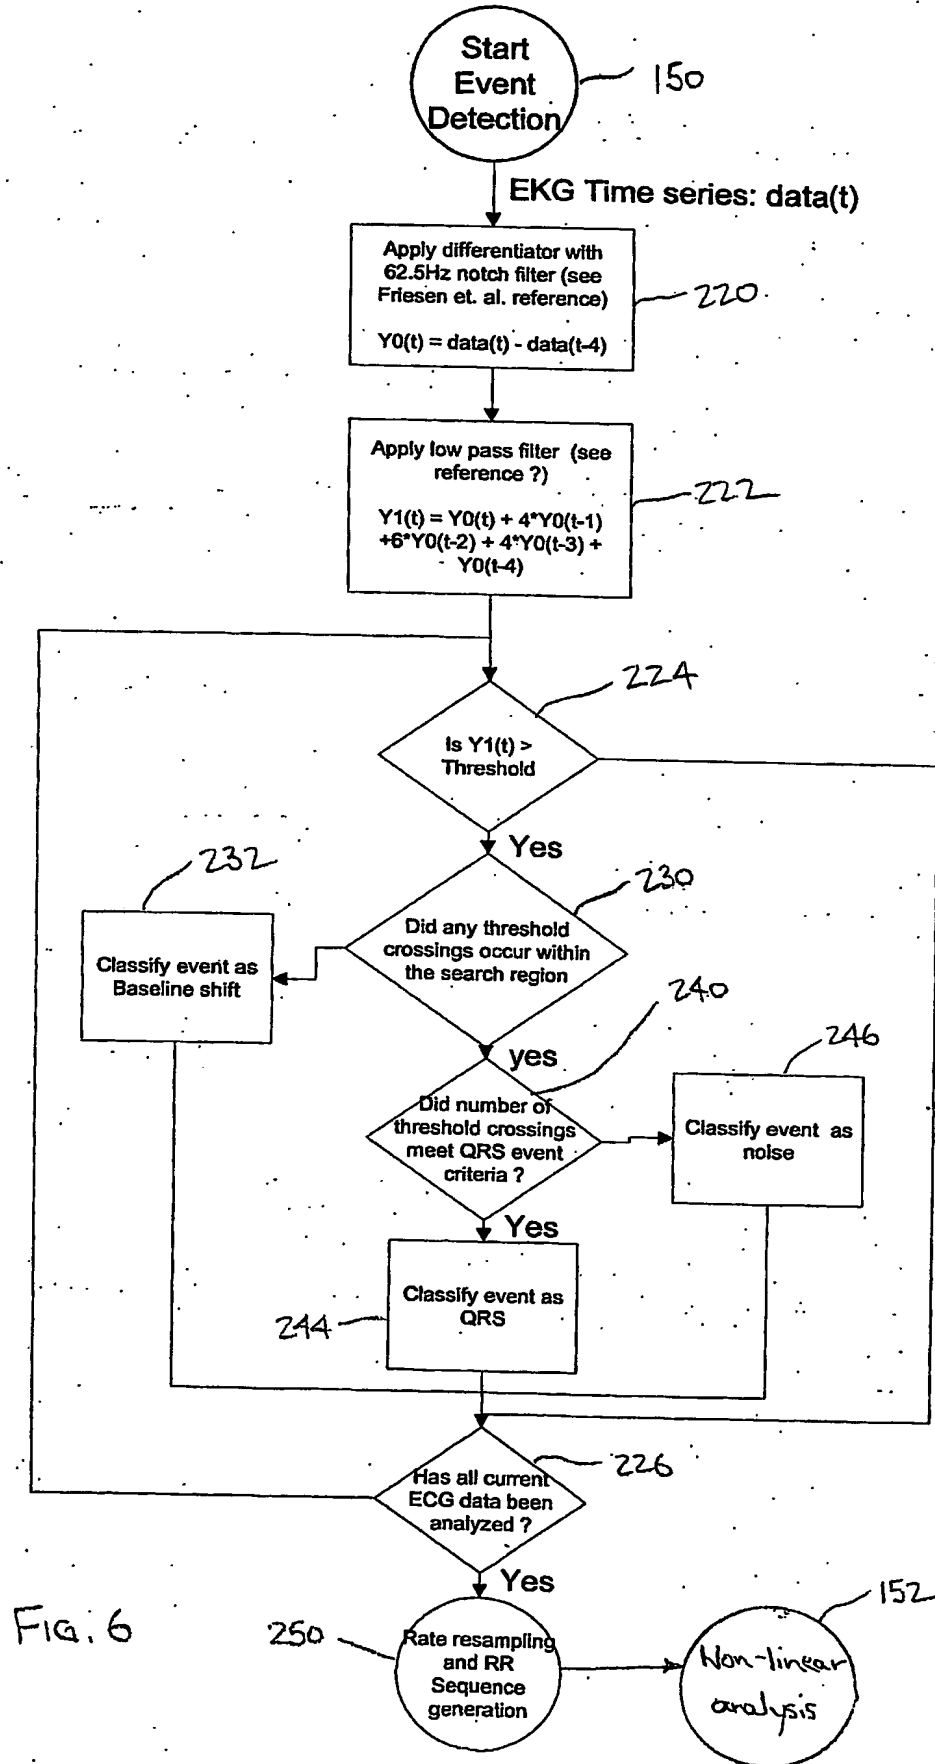 Start
Event
Detection
150
EKG Time series: data(t)
Apply differentiator with
62.5Hz notch filter (see
Friesen et. al. reference)
Y0(t) = data(t) - data(t-4)
220
Apply low pass filter (see
reference ?)
Y1(t) = Y0(t) + 4*Y0(t-1)
+6*Y0(t-2) + 4*Y0(t-3) +
Y0(t-4)
222
224
Is Y1(t) >
Threshold
Yes
232
230
Did any threshold
crossings occur within
the search region
Classify event as
Baseline shift
240
yes
246
Did number of
threshold crossings
meet QRS event
criteria ?
Classify event as
noise
Yes
Classify event as
QRS
244
226
Has all current
ECG data been
analyzed ?
Yes
152
FIG. 6
250
Rate resampling
and RR
Sequence
generation
Non-linear
analysis